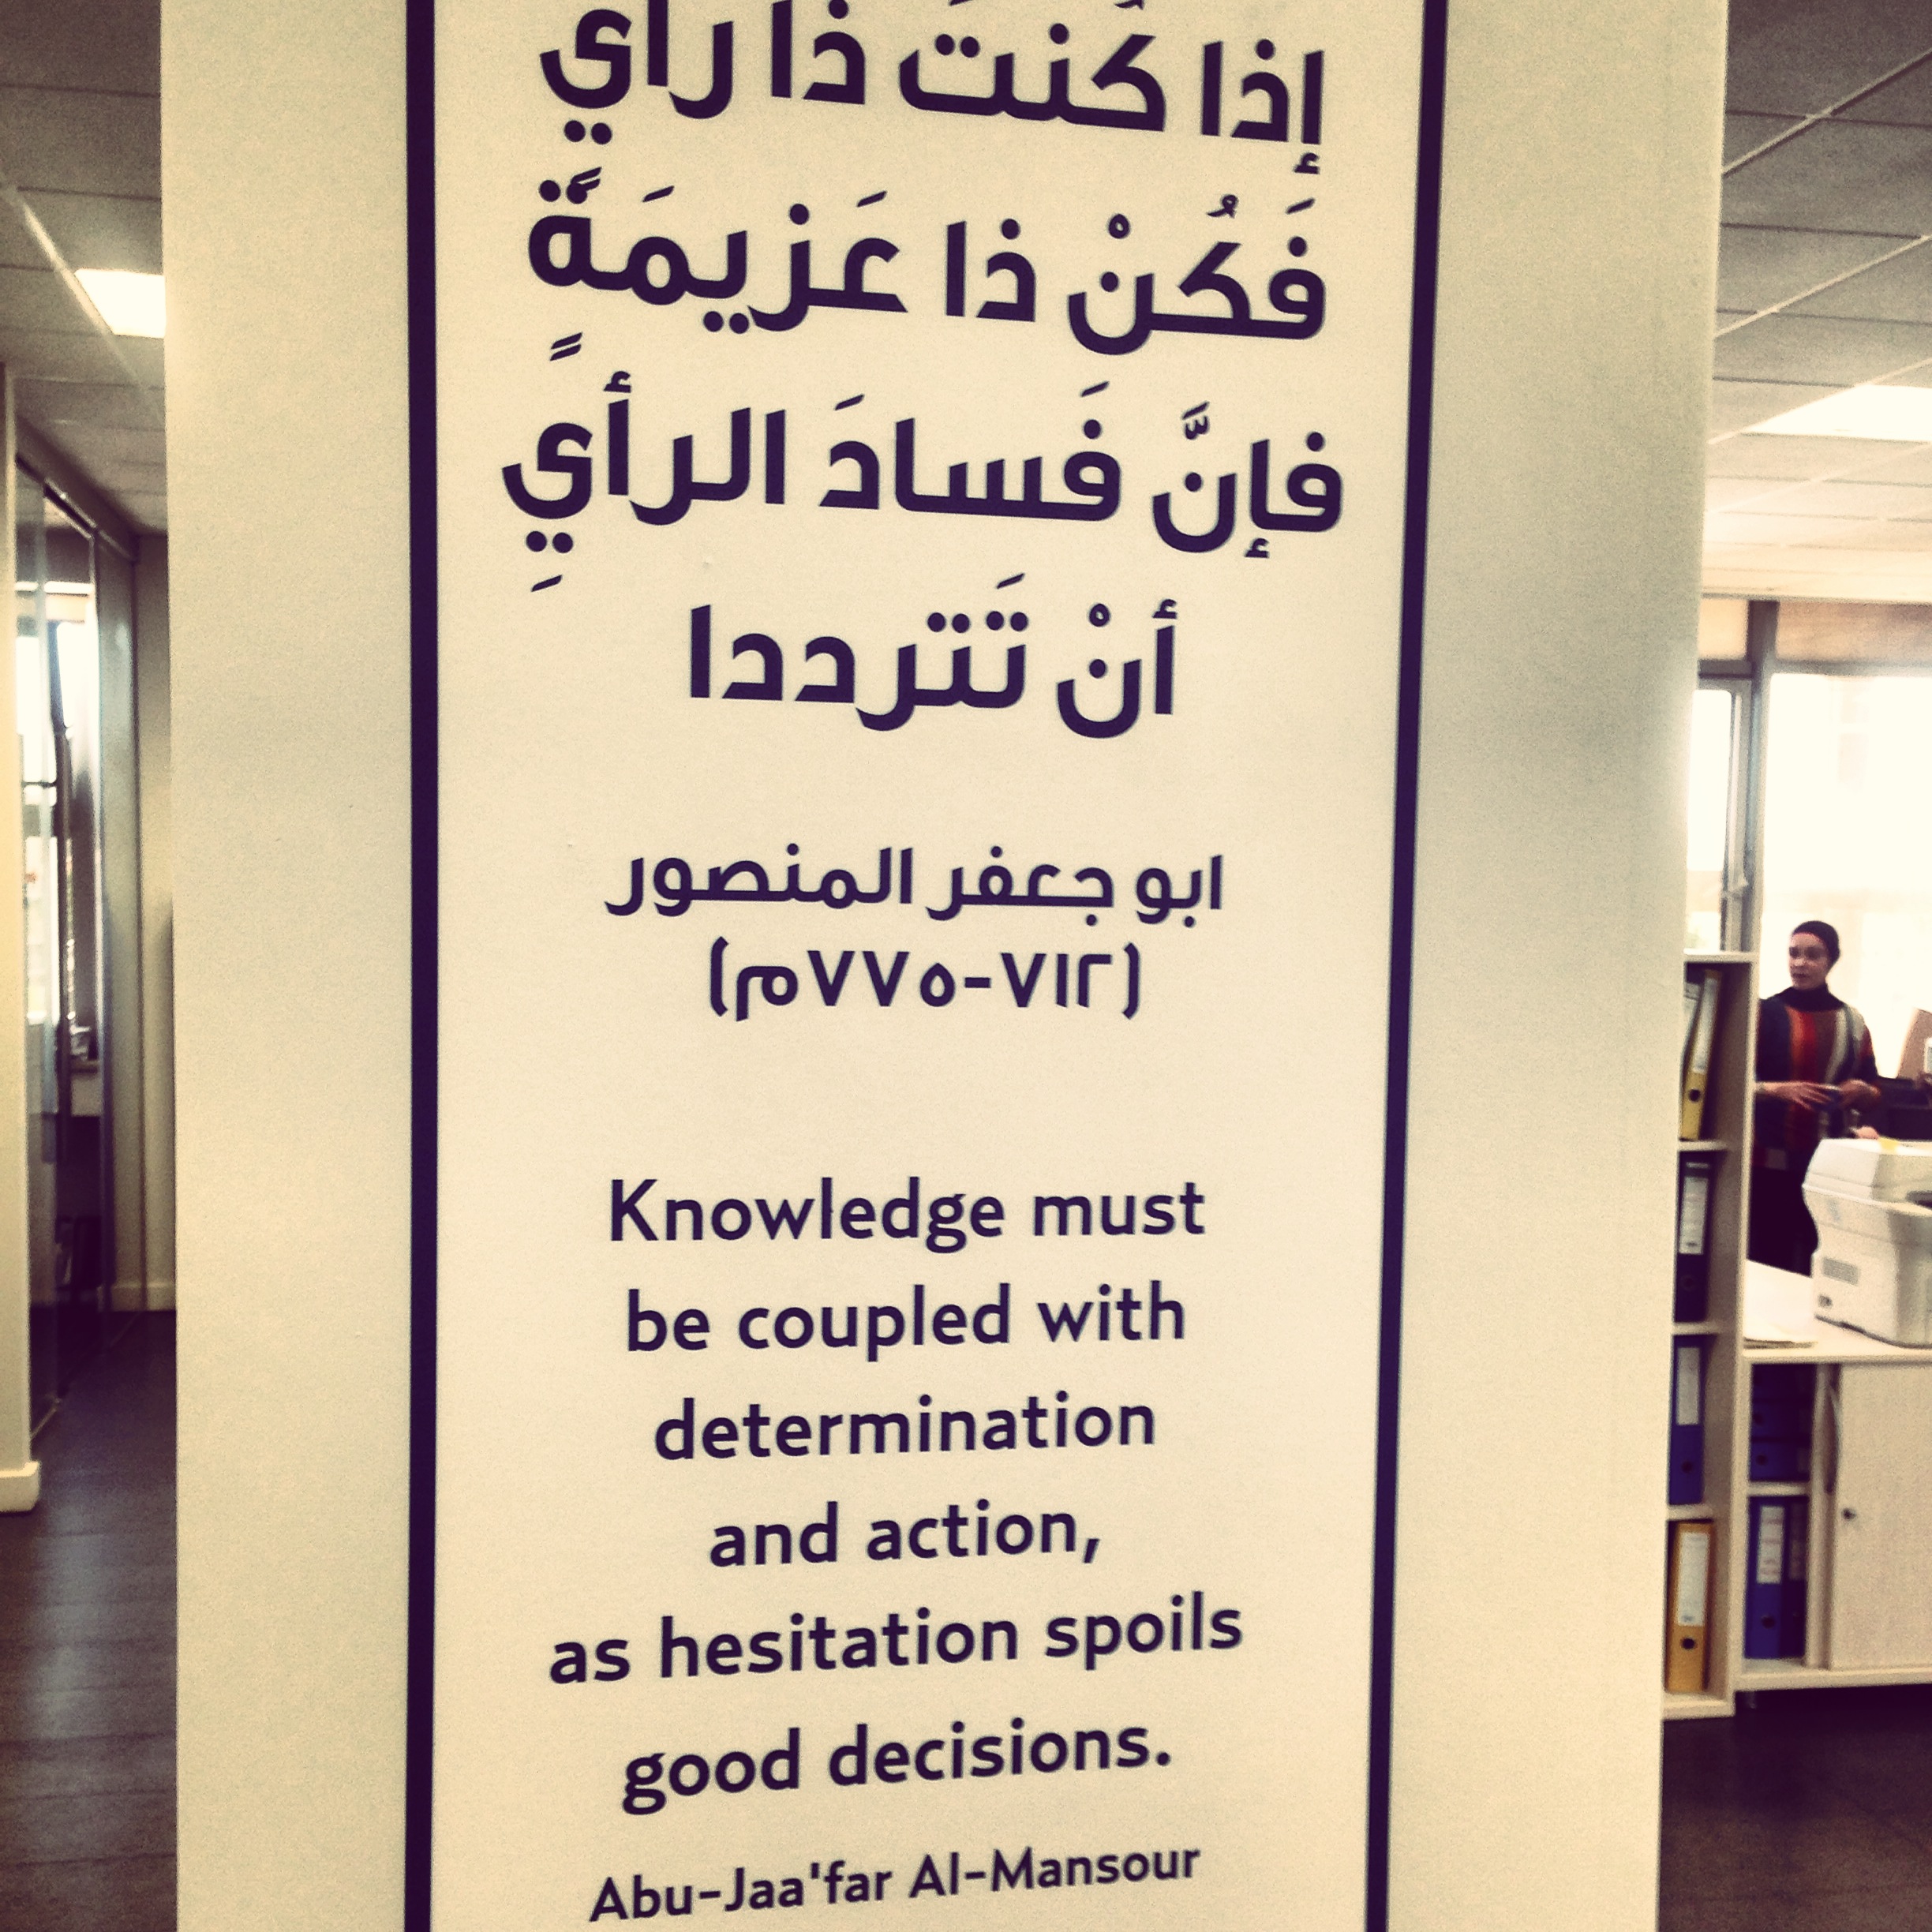 إذا كُنتَ ذا رأيٍ
فَكُنْ ذا عَزيمَةً
فإنَّ فَسادَ الرأيِ
أنْ تَترددا
ابو جعفر المنصور
(٧١٢-٧٧٥م)
Knowledge must
be coupled with
determination
and action,
as hesitation spoils
good decisions.
Abu-Jaa'far Al-Mansour